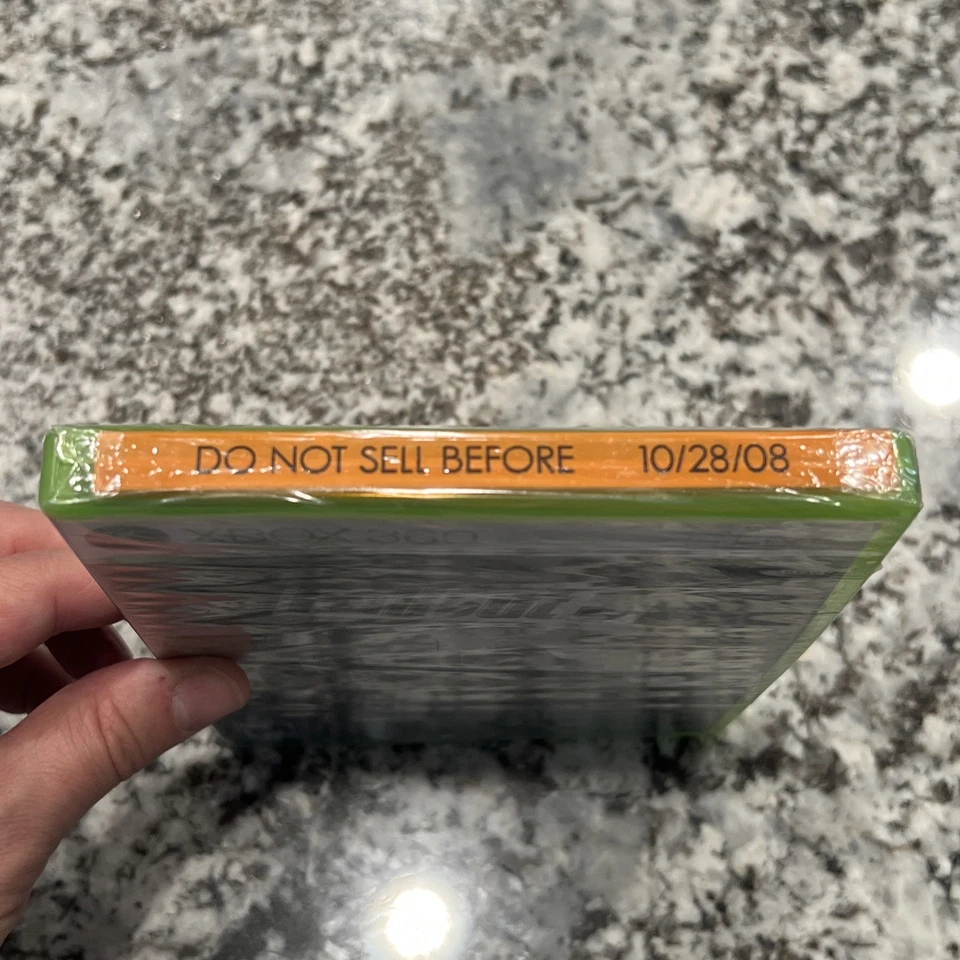 DO NOT SELL BEFORE 10/28/08
XBOX 360